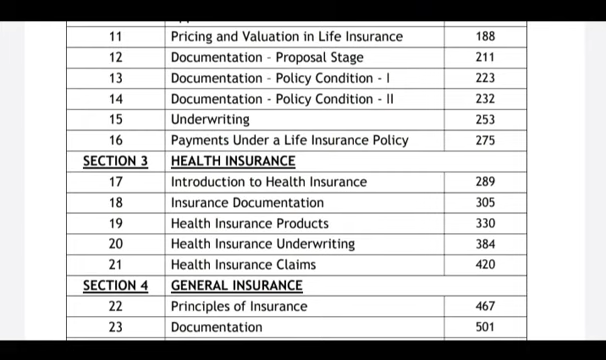 11 Pricing and Valuation in Life Insurance 188
12 Documentation - Proposal Stage 211
13 Documentation - Policy Condition - I 223
14 Documentation - Policy Condition - II 232
15 Underwriting 253
16 Payments Under a Life Insurance Policy 275
SECTION 3 HEALTH INSURANCE
17 Introduction to Health Insurance 289
18 Insurance Documentation 305
19 Health Insurance Products 330
20 Health Insurance Underwriting 384
21 Health Insurance Claims 420
SECTION 4 GENERAL INSURANCE
22 Principles of Insurance 467
23 Documentation 501